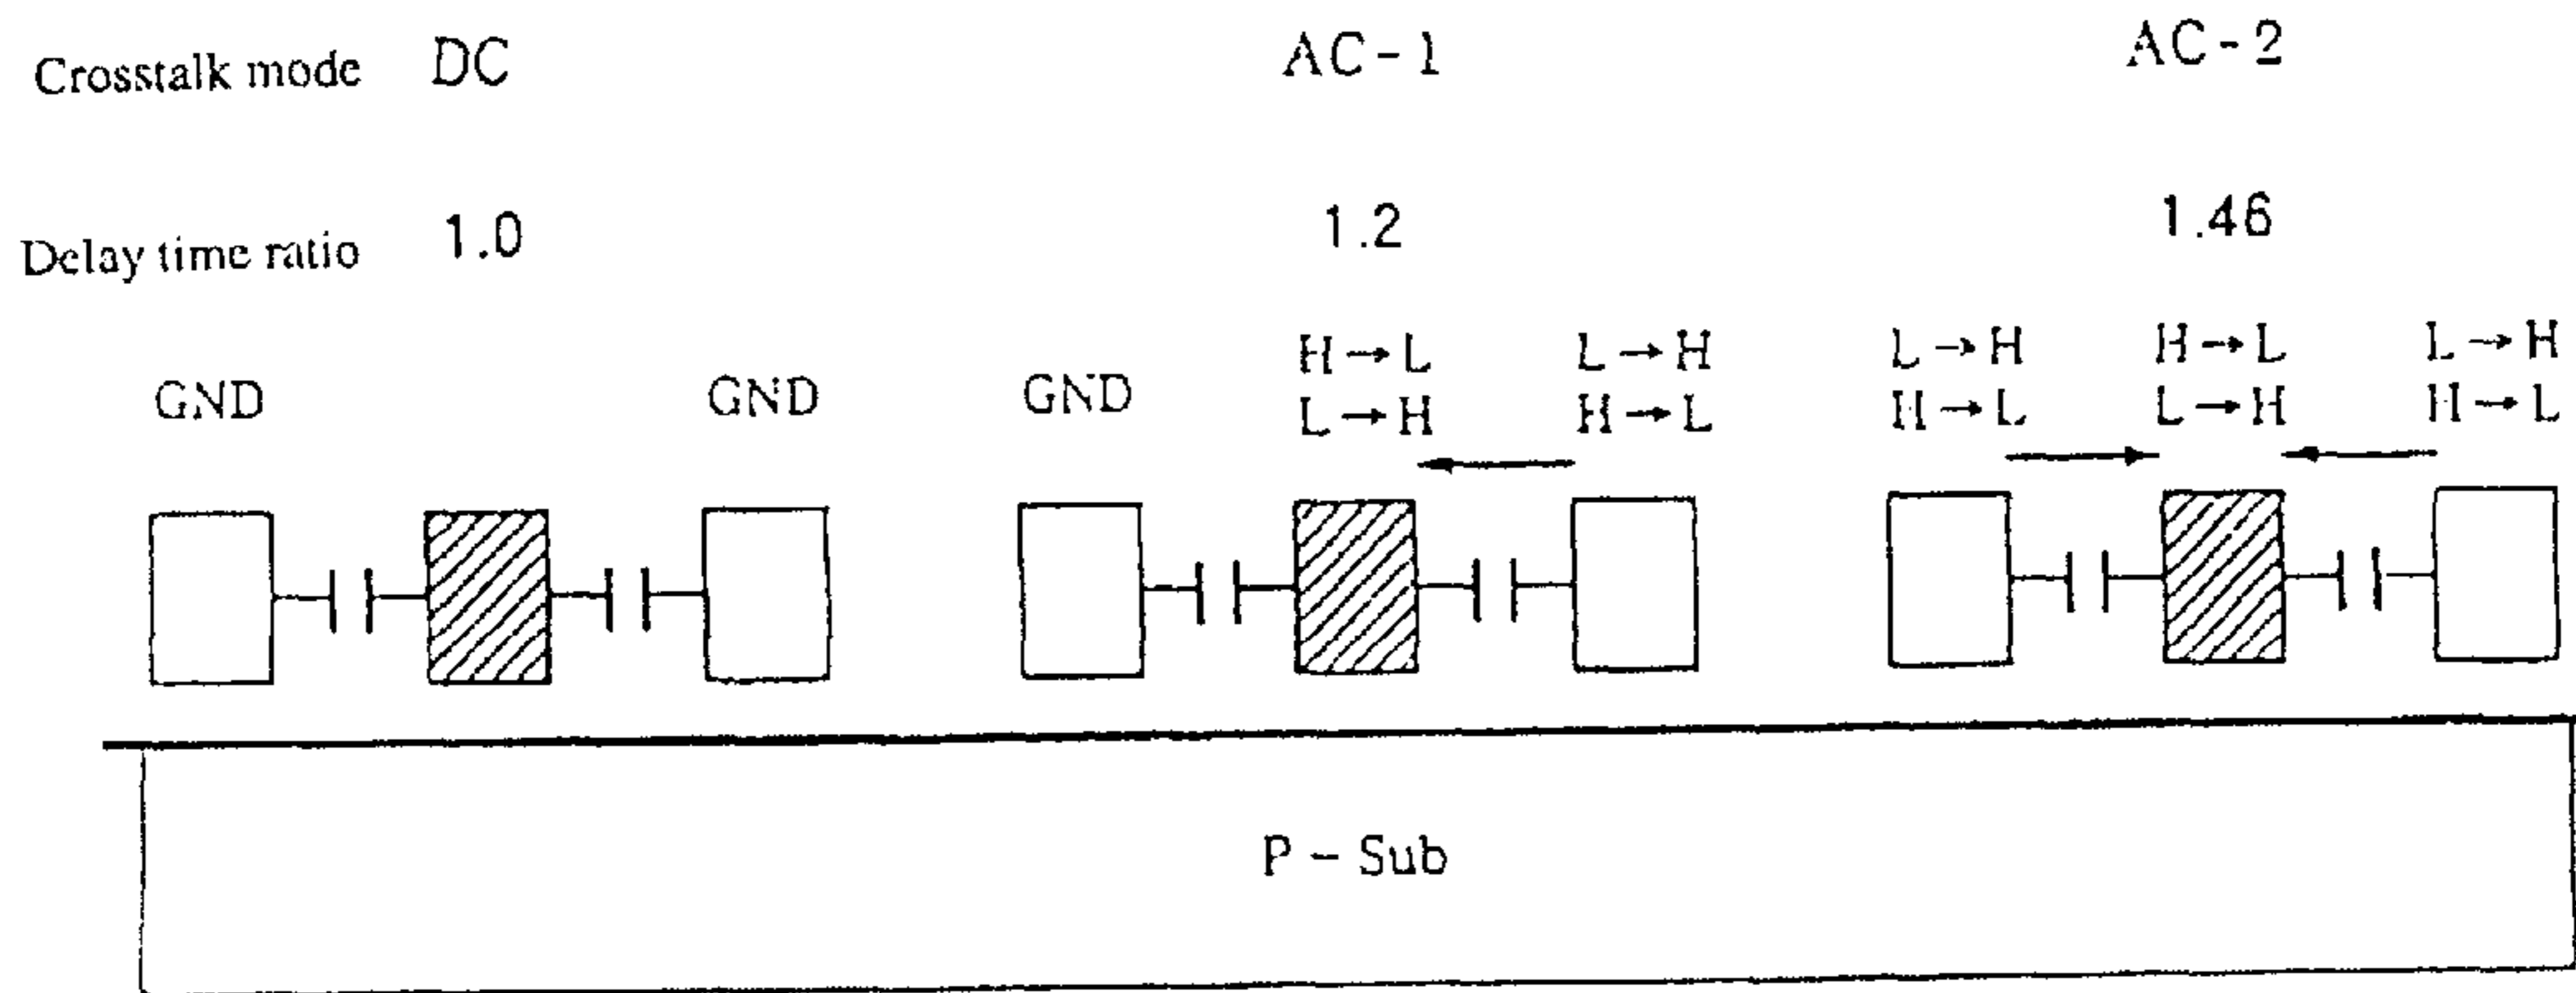 Crosstalk mode DC AC-1 AC-2
Delay time ratio 1.0 1.2 1.46
H→L L→H L→H H→L L→H
GND GND GND L→H H→L H→L L→H H→L
P - Sub